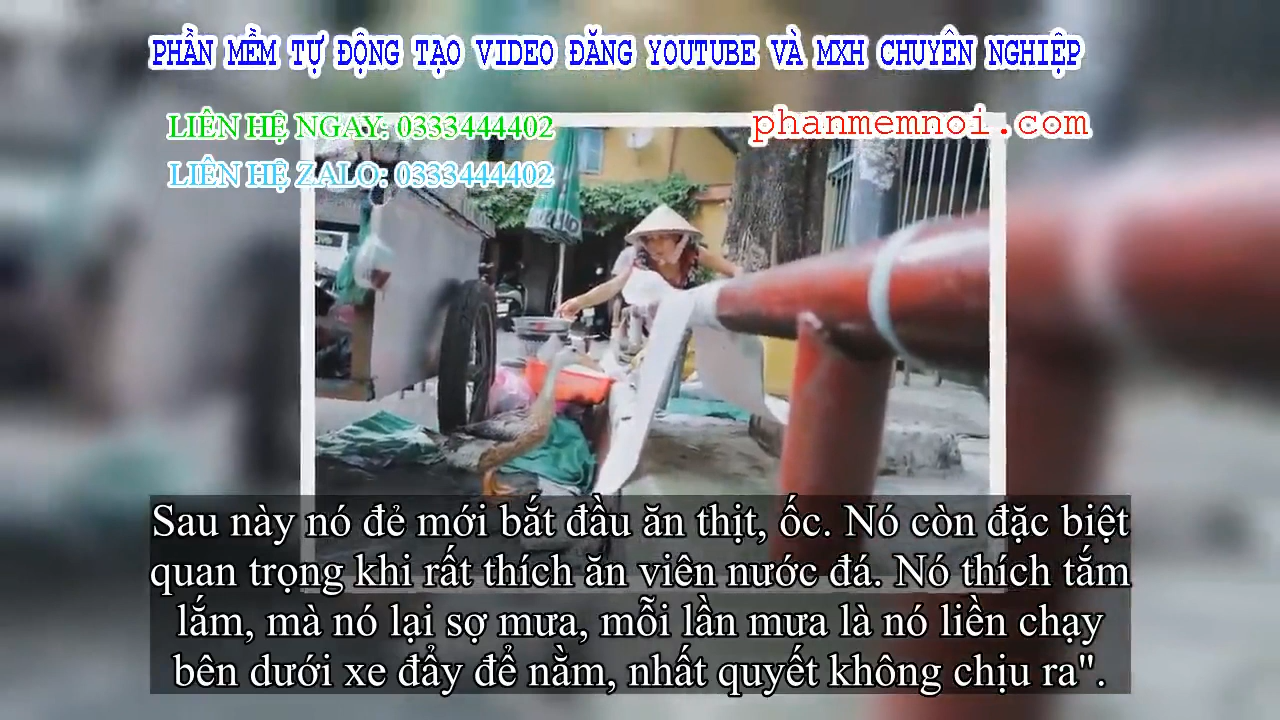 PHẦN MỀM TỰ ĐỘNG TẠO VIDEO ĐĂNG YOUTUBE VÀ MXH CHUYÊN NGHIỆP
LIÊN HỆ NGAY: 0333444402
phanmemnoi.com
LIÊN HỆ ZALO: 0333444402
Sau này nó đẻ mới bắt đầu ăn thịt, ốc. Nó còn đặc biệt
quan trọng khi rất thích ăn viên nước đá. Nó thích tắm
lắm, mà nó lại sợ mưa, mỗi lần mưa là nó liền chạy
bên dưới xe đẩy để nằm, nhất quyết không chịu ra".